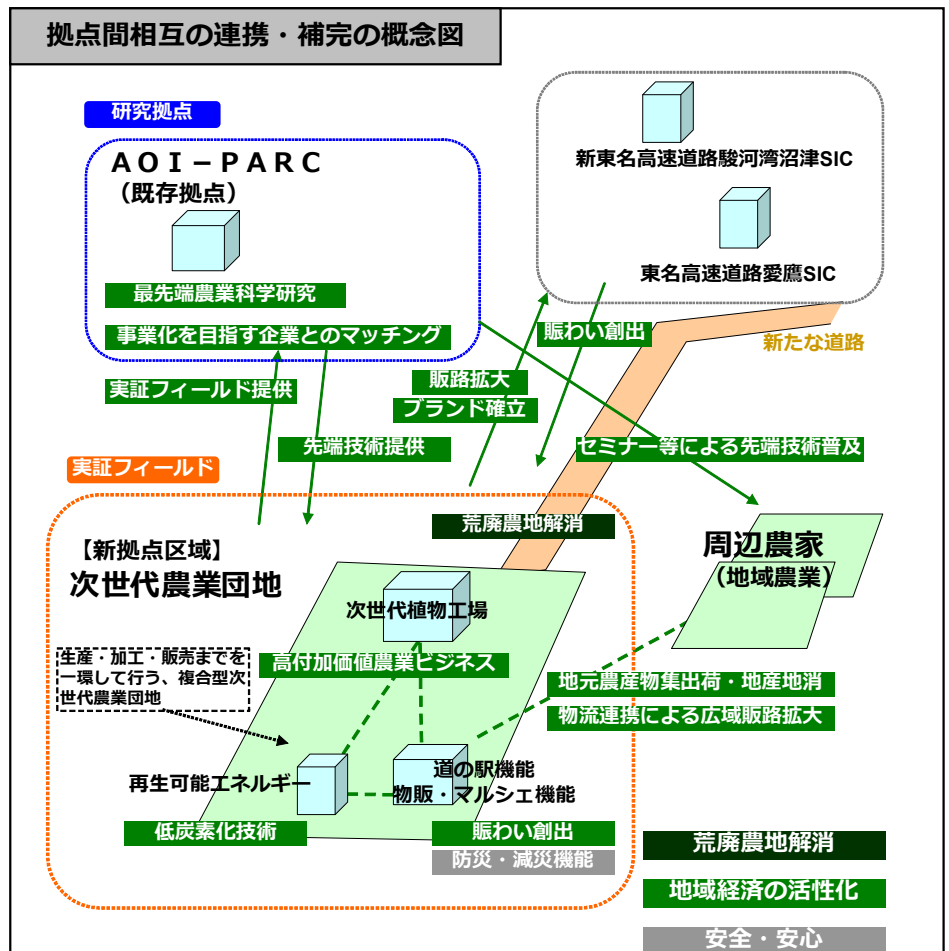 拠点間相互の連携・補完の概念図
研究拠点
ＡＯＩ－ＰＡＲＣ
（既存拠点）
最先端農業科学研究
事業化を目指す企業とのマッチング
新東名高速道路駿河湾沼津SIC
東名高速道路愛鷹SIC
賑わい創出
新たな道路
実証フィールド提供
販路拡大
ブランド確立
先端技術提供
セミナー等による先端技術普及
実証フィールド
荒廃農地解消
【新拠点区域】
次世代農業団地
周辺農家
（地域農業）
次世代植物工場
生産・加工・販売までを
一環して行う、複合型次
世代農業団地
高付加価値農業ビジネス
地元農産物集出荷・地産地消
物流連携による広域販路拡大
再生可能エネルギー
道の駅機能
物販・マルシェ機能
低炭素化技術
賑わい創出
防災・減災機能
荒廃農地解消
地域経済の活性化
安全・安心